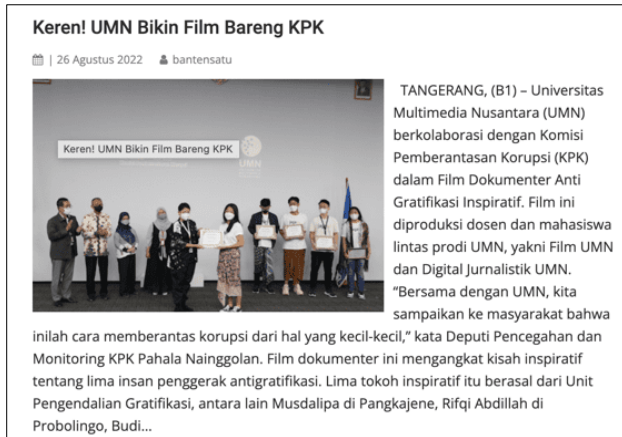 Keren! UMN Bikin Film Bareng KPK
| 26 Agustus 2022 bantensatu
Keren! UMN Bikin Film Bareng KPK
UMN
TANGERANG, (B1) – Universitas
Multimedia Nusantara (UMN)
berkolaborasi dengan Komisi
Pemberantasan Korupsi (KPK)
dalam Film Dokumenter Anti
Gratifikasi Inspiratif. Film ini
diproduksi dosen dan mahasiswa
lintas prodi UMN, yakni Film UMN
dan Digital Jurnalistik UMN.
“Bersama dengan UMN, kita
sampaikan ke masyarakat bahwa
inilah cara memberantas korupsi dari hal yang kecil-kecil,” kata Deputi Pencegahan dan
Monitoring KPK Pahala Nainggolan. Film dokumenter ini mengangkat kisah inspiratif
tentang lima insan penggerak antigratifikasi. Lima tokoh inspiratif itu berasal dari Unit
Pengendalian Gratifikasi, antara lain Musdalipa di Pangkajene, Rifqi Abdillah di
Probolingo, Budi...